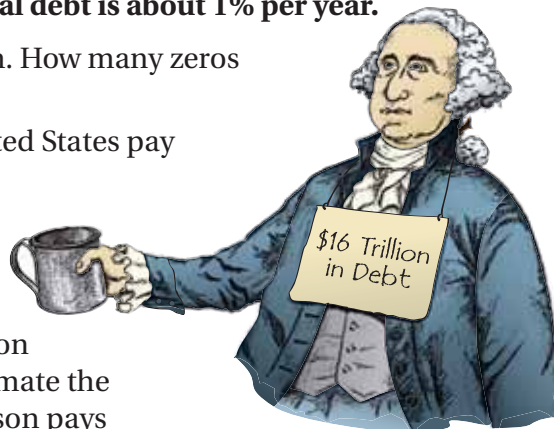 al debt is about 1% per year.
. How many zeros
ted States pay
$16 Trillion
in Debt
on
mate the
son pays